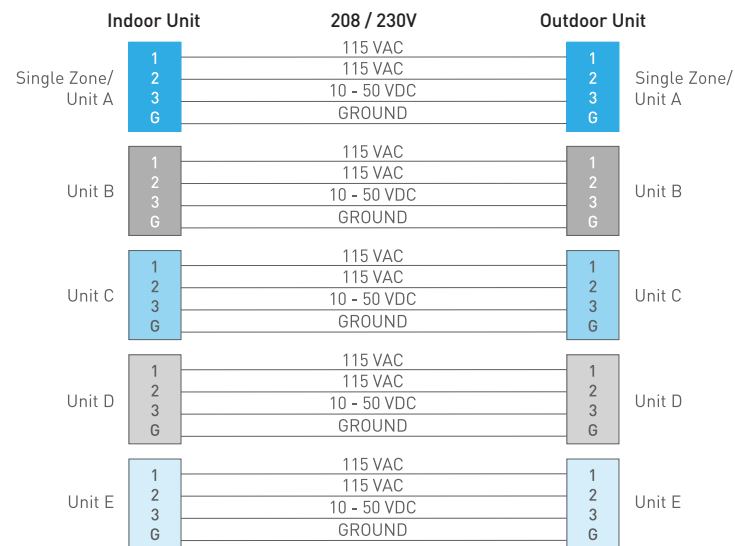 Indoor Unit 208 / 230V Outdoor Unit
Single Zone/
Unit A
1
2
3
G
115 VAC
115 VAC
10 - 50 VDC
GROUND
1
2
3
G
Single Zone/
Unit A
Unit B
1
2
3
G
115 VAC
115 VAC
10 - 50 VDC
GROUND
1
2
3
G
Unit B
Unit C
1
2
3
G
115 VAC
115 VAC
10 - 50 VDC
GROUND
1
2
3
G
Unit C
Unit D
1
2
3
G
115 VAC
115 VAC
10 - 50 VDC
GROUND
1
2
3
G
Unit D
Unit E
1
2
3
G
115 VAC
115 VAC
10 - 50 VDC
GROUND
1
2
3
G
Unit E